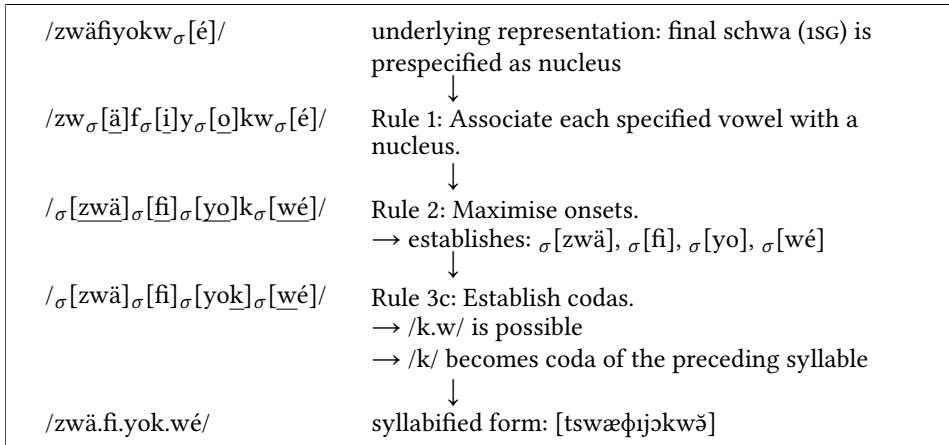 /zwäfiyokwσ[é]/ underlying representation: final schwa (1SG) is
prespecified as nucleus
↓
/zwσ[ä]fσ[i]yσ[o]kwσ[é]/ Rule 1: Associate each specified vowel with a
nucleus.
↓
/σ[zwä]σ[fi]σ[yo]kσ[wé]/ Rule 2: Maximise onsets.
→ establishes: σ[zwä], σ[fi], σ[yo], σ[wé]
↓
/σ[zwä]σ[fi]σ[yok]σ[wé]/ Rule 3c: Establish codas.
→ /k.w/ is possible
→ /k/ becomes coda of the preceding syllable
↓
/zwä.fi.yok.wé/ syllabified form: [tswæɸɪjɔkwə̆]